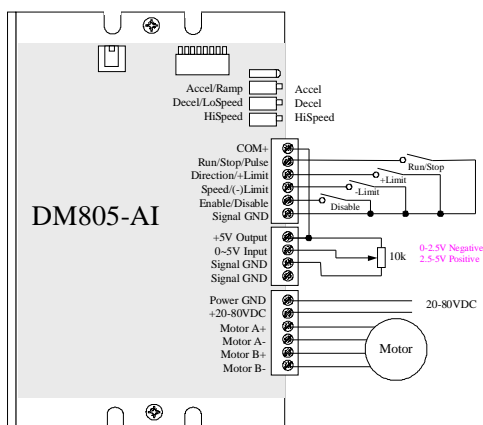 Accel/Ramp Accel
Decel/LoSpeed Decel
HiSpeed HiSpeed
COM+
Run/Stop/Pulse
Run/Stop
Direction/+Limit
+Limit
Speed/(-)Limit
-Limit
Enable/Disable
Disable
Signal GND
DM805-AI
+5V Output
0~5V Input
Signal GND
Signal GND
10k
0-2.5V Negative
2.5-5V Positive
Power GND
+20-80VDC
20-80VDC
Motor A+
Motor A-
Motor B+
Motor B-
Motor